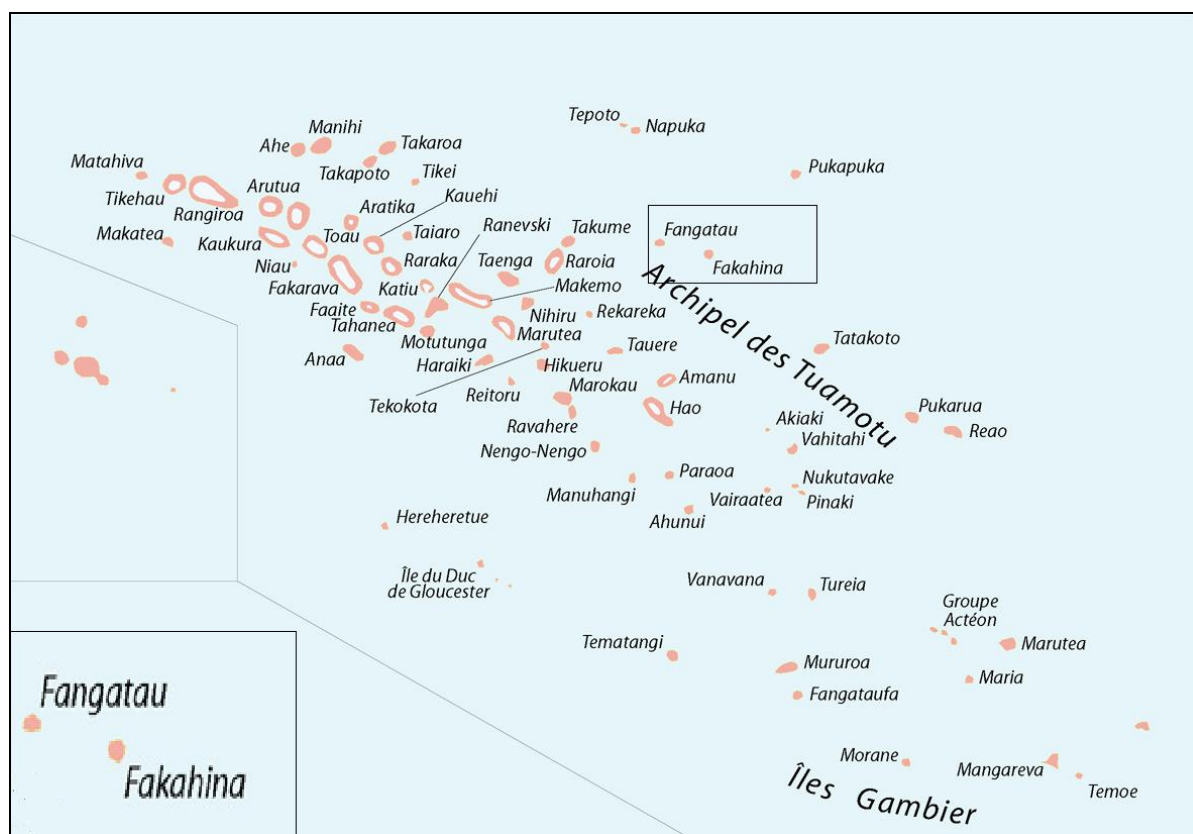 Tepoto
Napuka
Manihi
Ahe
Takaroa
Takapoto
Tikei
Matahiva
Pukapuka
Tikehau
Rangiroa
Arutua
Kauehi
Aratika
Ranevski
Makatea
Kaukura
Toau
Taiaro
Takume
Fangatau
Fakahina
Niau
Fakarava
Raraka
Taenga
Raroia
Katiu
Makemo
Faaite
Tahanea
Nihiru
Rekareka
Archipel des Tuamotu
Motutunga
Marutea
Anaa
Haraiki
Hikueru
Tauere
Tatakoto
Tekokota
Reitoru
Marokau
Amanu
Hao
Ravahere
Akiaki
Pukarua
Reao
Vahitahi
Nengo-Nengo
Manuhangi
Paraoa
Nukutavake
Vairaatea
Pinaki
Ahunui
Hereheretue
Île du Duc
de Gloucester
Vanavana
Tureia
Groupe
Actéon
Tematangi
Marutea
Mururoa
Maria
Fangataufa
Morane
Mangareva
Temoe
Îles Gambier
Fangatau
Fakahina